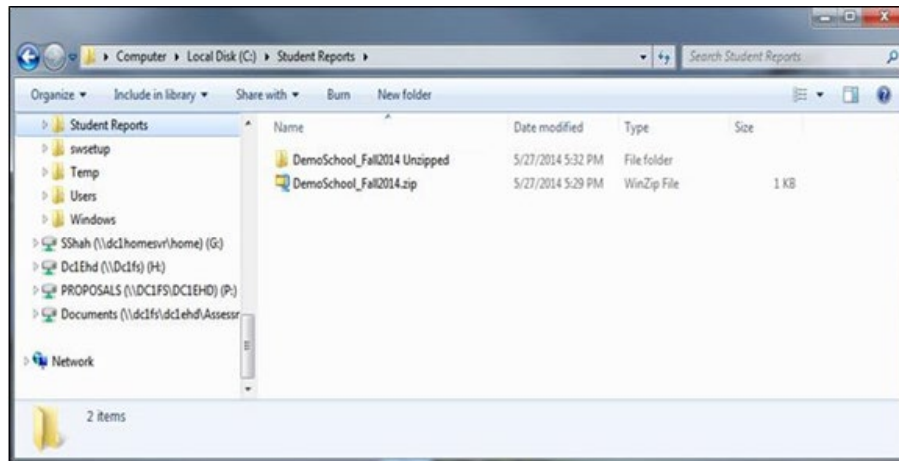 Computer Local Disk (C:) Student Reports
Search Student Reports
Organize Include in library Share with Burn New folder
Student Reports
swsetup
Temp
Users
Windows
SShah (\\dc1homesvr\home) (G:)
Dc1Ehd (\\Dc1fs) (H:)
PROPOSALS (\\DC1FS\DC1EHD) (P:)
Documents (\\dc1fs\dc1ehd\Assessr
Network
Name Date modified Type Size
DemoSchool_Fall2014 Unzipped 5/27/2014 5:32 PM File folder
DemoSchool_Fall2014.zip 5/27/2014 5:29 PM WinZip File 1 KB
2 items